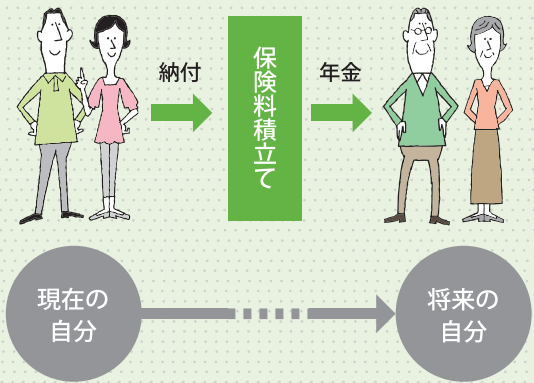 納付
保険料積立て
年金
現在の
自分
将来の
自分